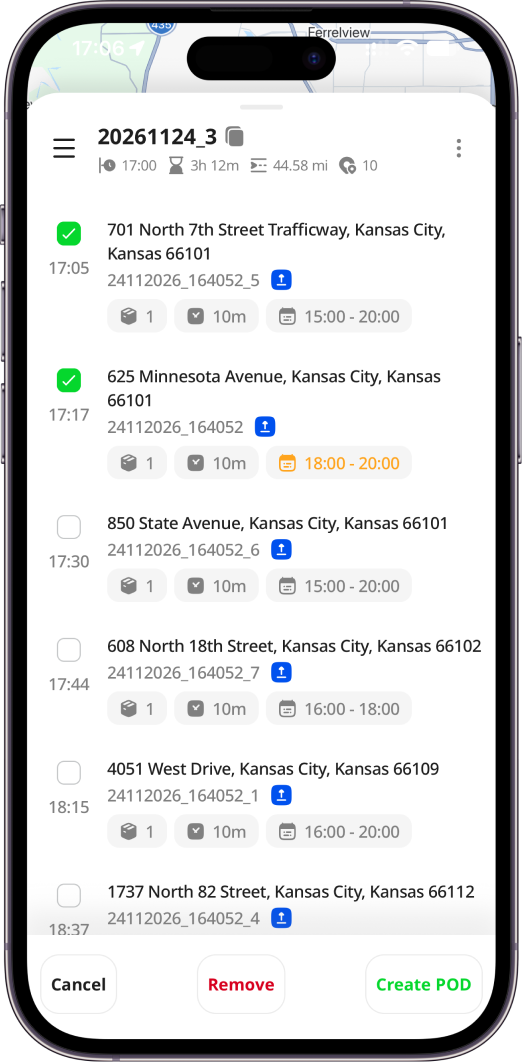 435
Ferrelview
17:06
20261124_3
17:00 3h 12m 44.58 mi 10
701 North 7th Street Trafficway, Kansas City,
Kansas 66101
17:05
24112026_164052_5
1 10m 15:00 - 20:00
625 Minnesota Avenue, Kansas City, Kansas
66101
17:17
24112026_164052
1 10m 18:00 - 20:00
850 State Avenue, Kansas City, Kansas 66101
24112026_164052_6
17:30
1 10m 15:00 - 20:00
608 North 18th Street, Kansas City, Kansas 66102
24112026_164052_7
17:44
1 10m 16:00 - 18:00
4051 West Drive, Kansas City, Kansas 66109
24112026_164052_1
18:15
1 10m 16:00 - 20:00
1737 North 82 Street, Kansas City, Kansas 66112
24112026_164052_4
18:37
Cancel Remove Create POD